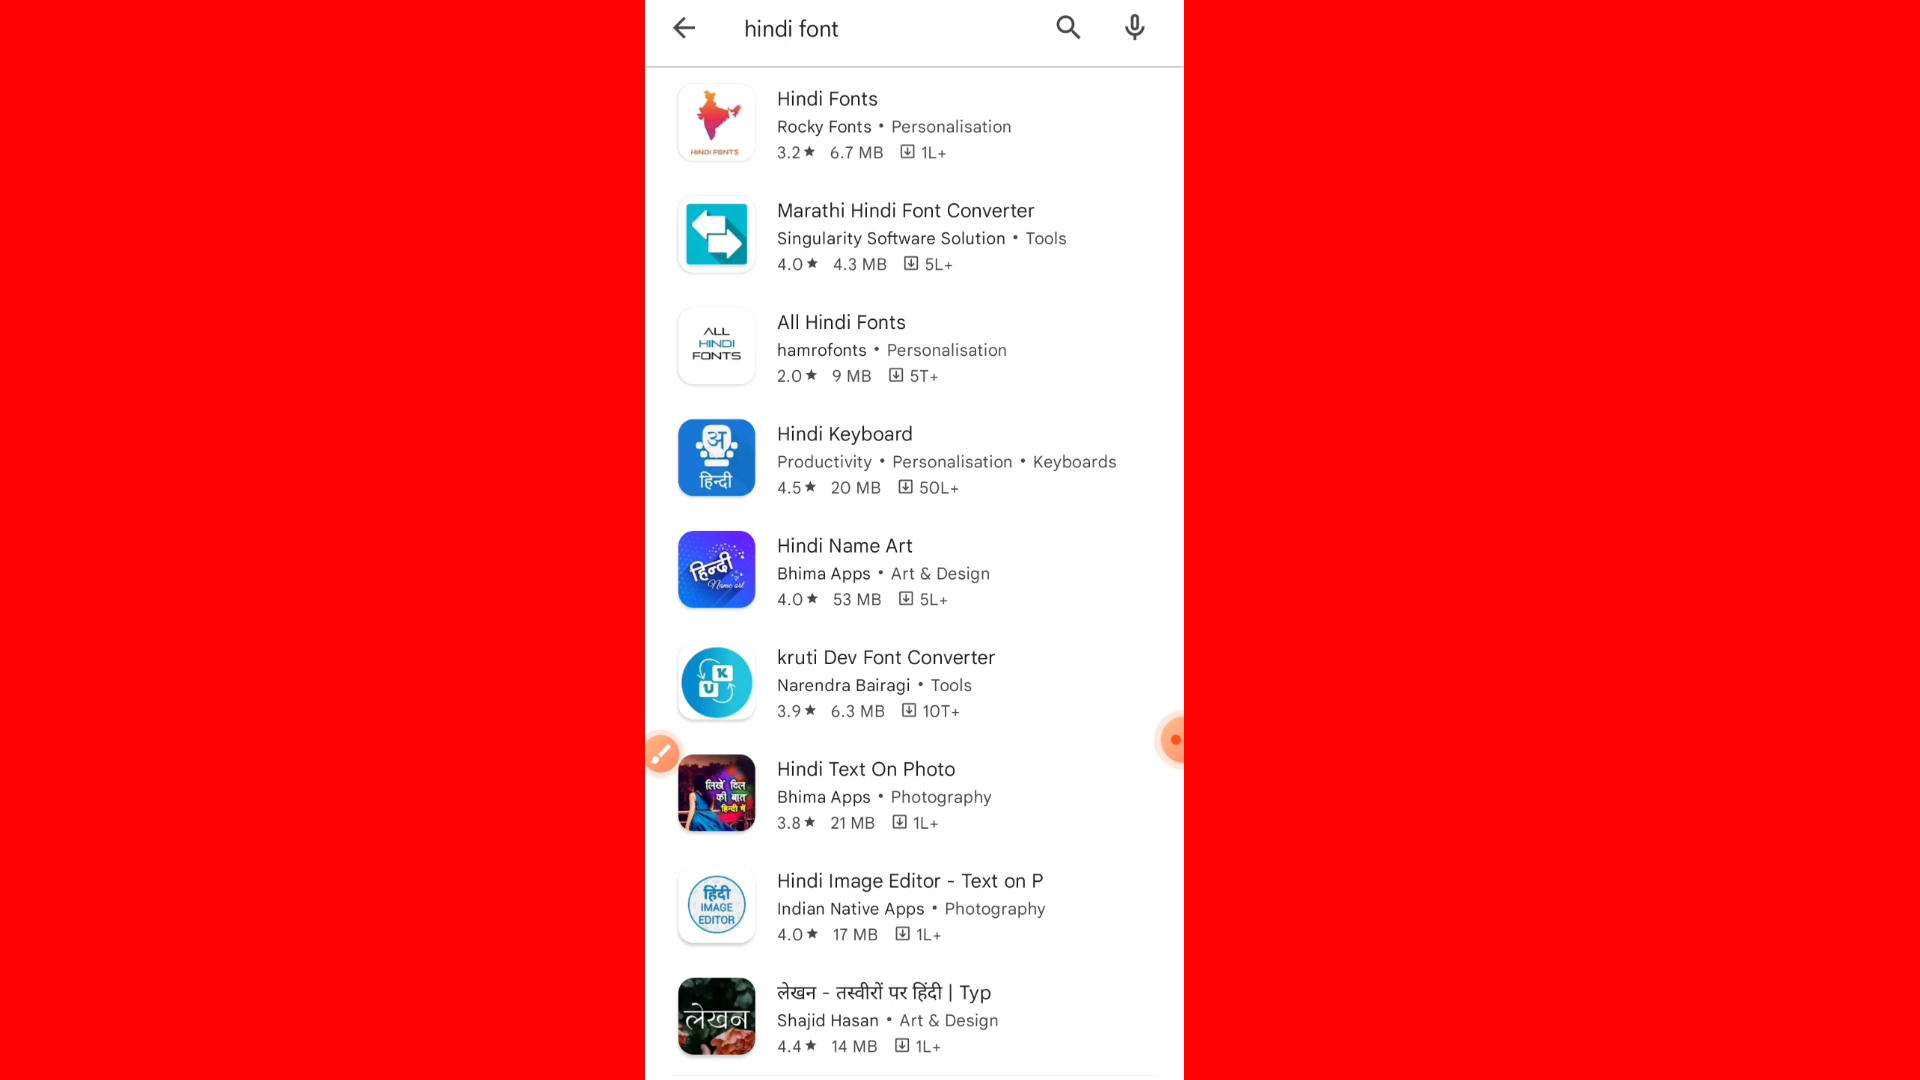 hindi font
HINDI FONTS
Hindi Fonts
Rocky Fonts • Personalisation
3.2★ 6.7 MB 1L+
Marathi Hindi Font Converter
Singularity Software Solution • Tools
4.0★ 4.3 MB 5L+
ALL
HINDI
FONTS
All Hindi Fonts
hamrofonts • Personalisation
2.0★ 9 MB 5T+
अ
हिन्दी
Hindi Keyboard
Productivity • Personalisation • Keyboards
4.5★ 20 MB 50L+
हिन्दी
Name art
Hindi Name Art
Bhima Apps • Art & Design
4.0★ 53 MB 5L+
K
U
kruti Dev Font Converter
Narendra Bairagi • Tools
3.9★ 6.3 MB 10T+
लिखें दिल
की बात
हिन्दी में
Hindi Text On Photo
Bhima Apps • Photography
3.8★ 21 MB 1L+
हिंदी
IMAGE
EDITOR
Hindi Image Editor - Text on P
Indian Native Apps • Photography
4.0★ 17 MB 1L+
लेखन
लेखन - तस्वीरों पर हिंदी | Typ
Shajid Hasan • Art & Design
4.4★ 14 MB 1L+